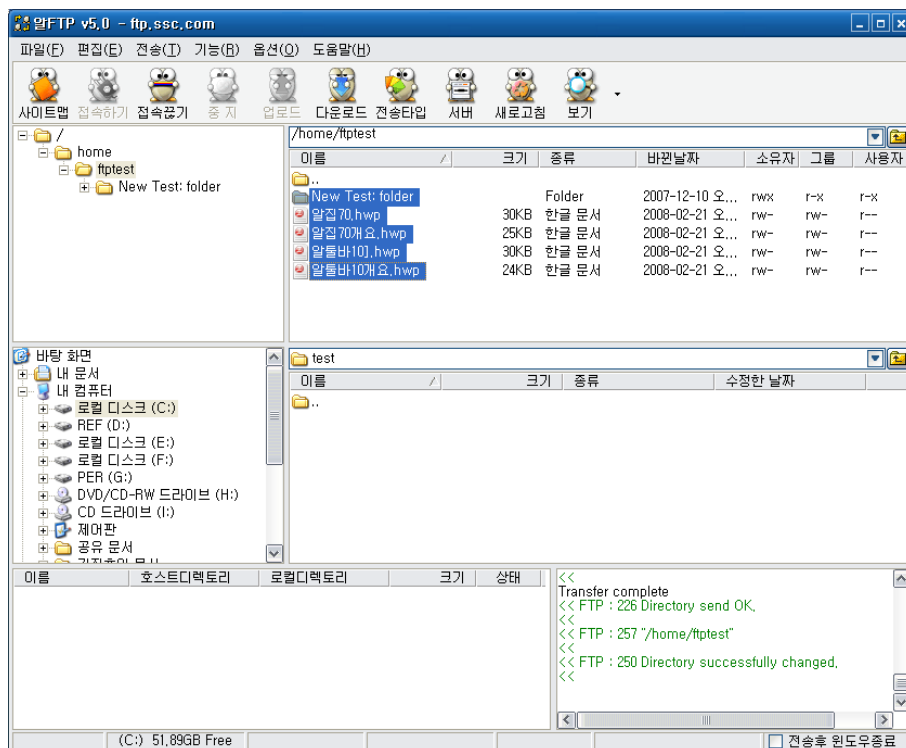 알FTP v5.0 - ftp.ssc.com
파일(F) 편집(E) 전송(T) 기능(R) 옵션(O) 도움말(H)
사이트맵 접속하기 접속끊기 중 지 업로드 다운로드 전송타입 서버 새로고침 보기
/
home
ftptest
New Test: folder
/home/ftptest
이름 / 크기 종류 바뀐날짜 소유자 그룹 사용자
..
New Test: folder Folder 2007-12-10 오... rwx r-x r-x
알집70.hwp 30KB 한글 문서 2008-02-21 오... rw- rw- r--
알집70개요.hwp 25KB 한글 문서 2008-02-21 오... rw- rw- r--
알툴바10].hwp 30KB 한글 문서 2008-02-21 오... rw- rw- r--
알툴바10개요.hwp 24KB 한글 문서 2008-02-21 오... rw- rw- r--
바탕 화면
내 문서
내 컴퓨터
로컬 디스크 (C:)
REF (D:)
로컬 디스크 (E:)
로컬 디스크 (F:)
PER (G:)
DVD/CD-RW 드라이브 (H:)
CD 드라이브 (I:)
제어판
공유 문서
test
이름 / 크기 종류 수정한 날짜
..
이름 호스트디렉토리 로컬디렉토리 크기 상태
<<
Transfer complete
<< FTP : 226 Directory send OK.
<<
<< FTP : 257 "/home/ftptest"
<<
<< FTP : 250 Directory successfully changed.
<<
(C:) 51.89GB Free
전송후 윈도우종료